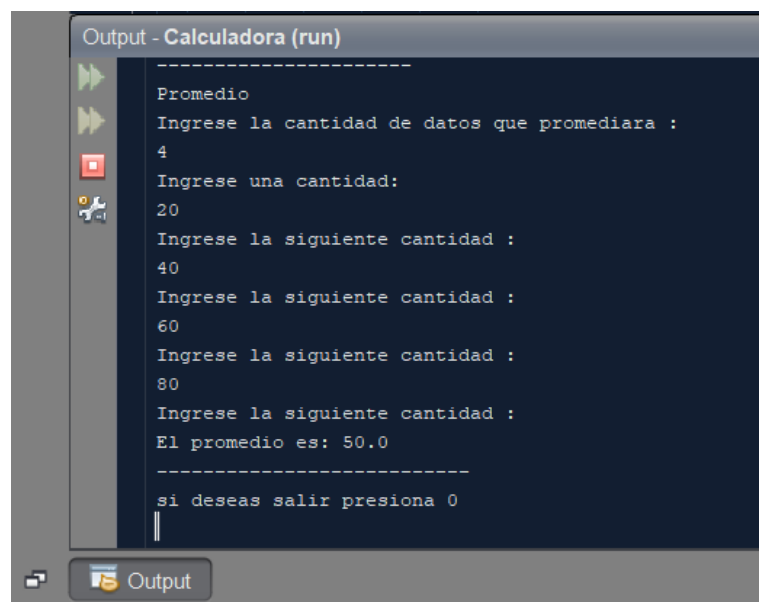 Output - Calculadora (run)
----------------------
Promedio
Ingrese la cantidad de datos que promediara :
4
Ingrese una cantidad:
20
Ingrese la siguiente cantidad :
40
Ingrese la siguiente cantidad :
60
Ingrese la siguiente cantidad :
80
Ingrese la siguiente cantidad :
El promedio es: 50.0
---------------------------
si deseas salir presiona 0
Output